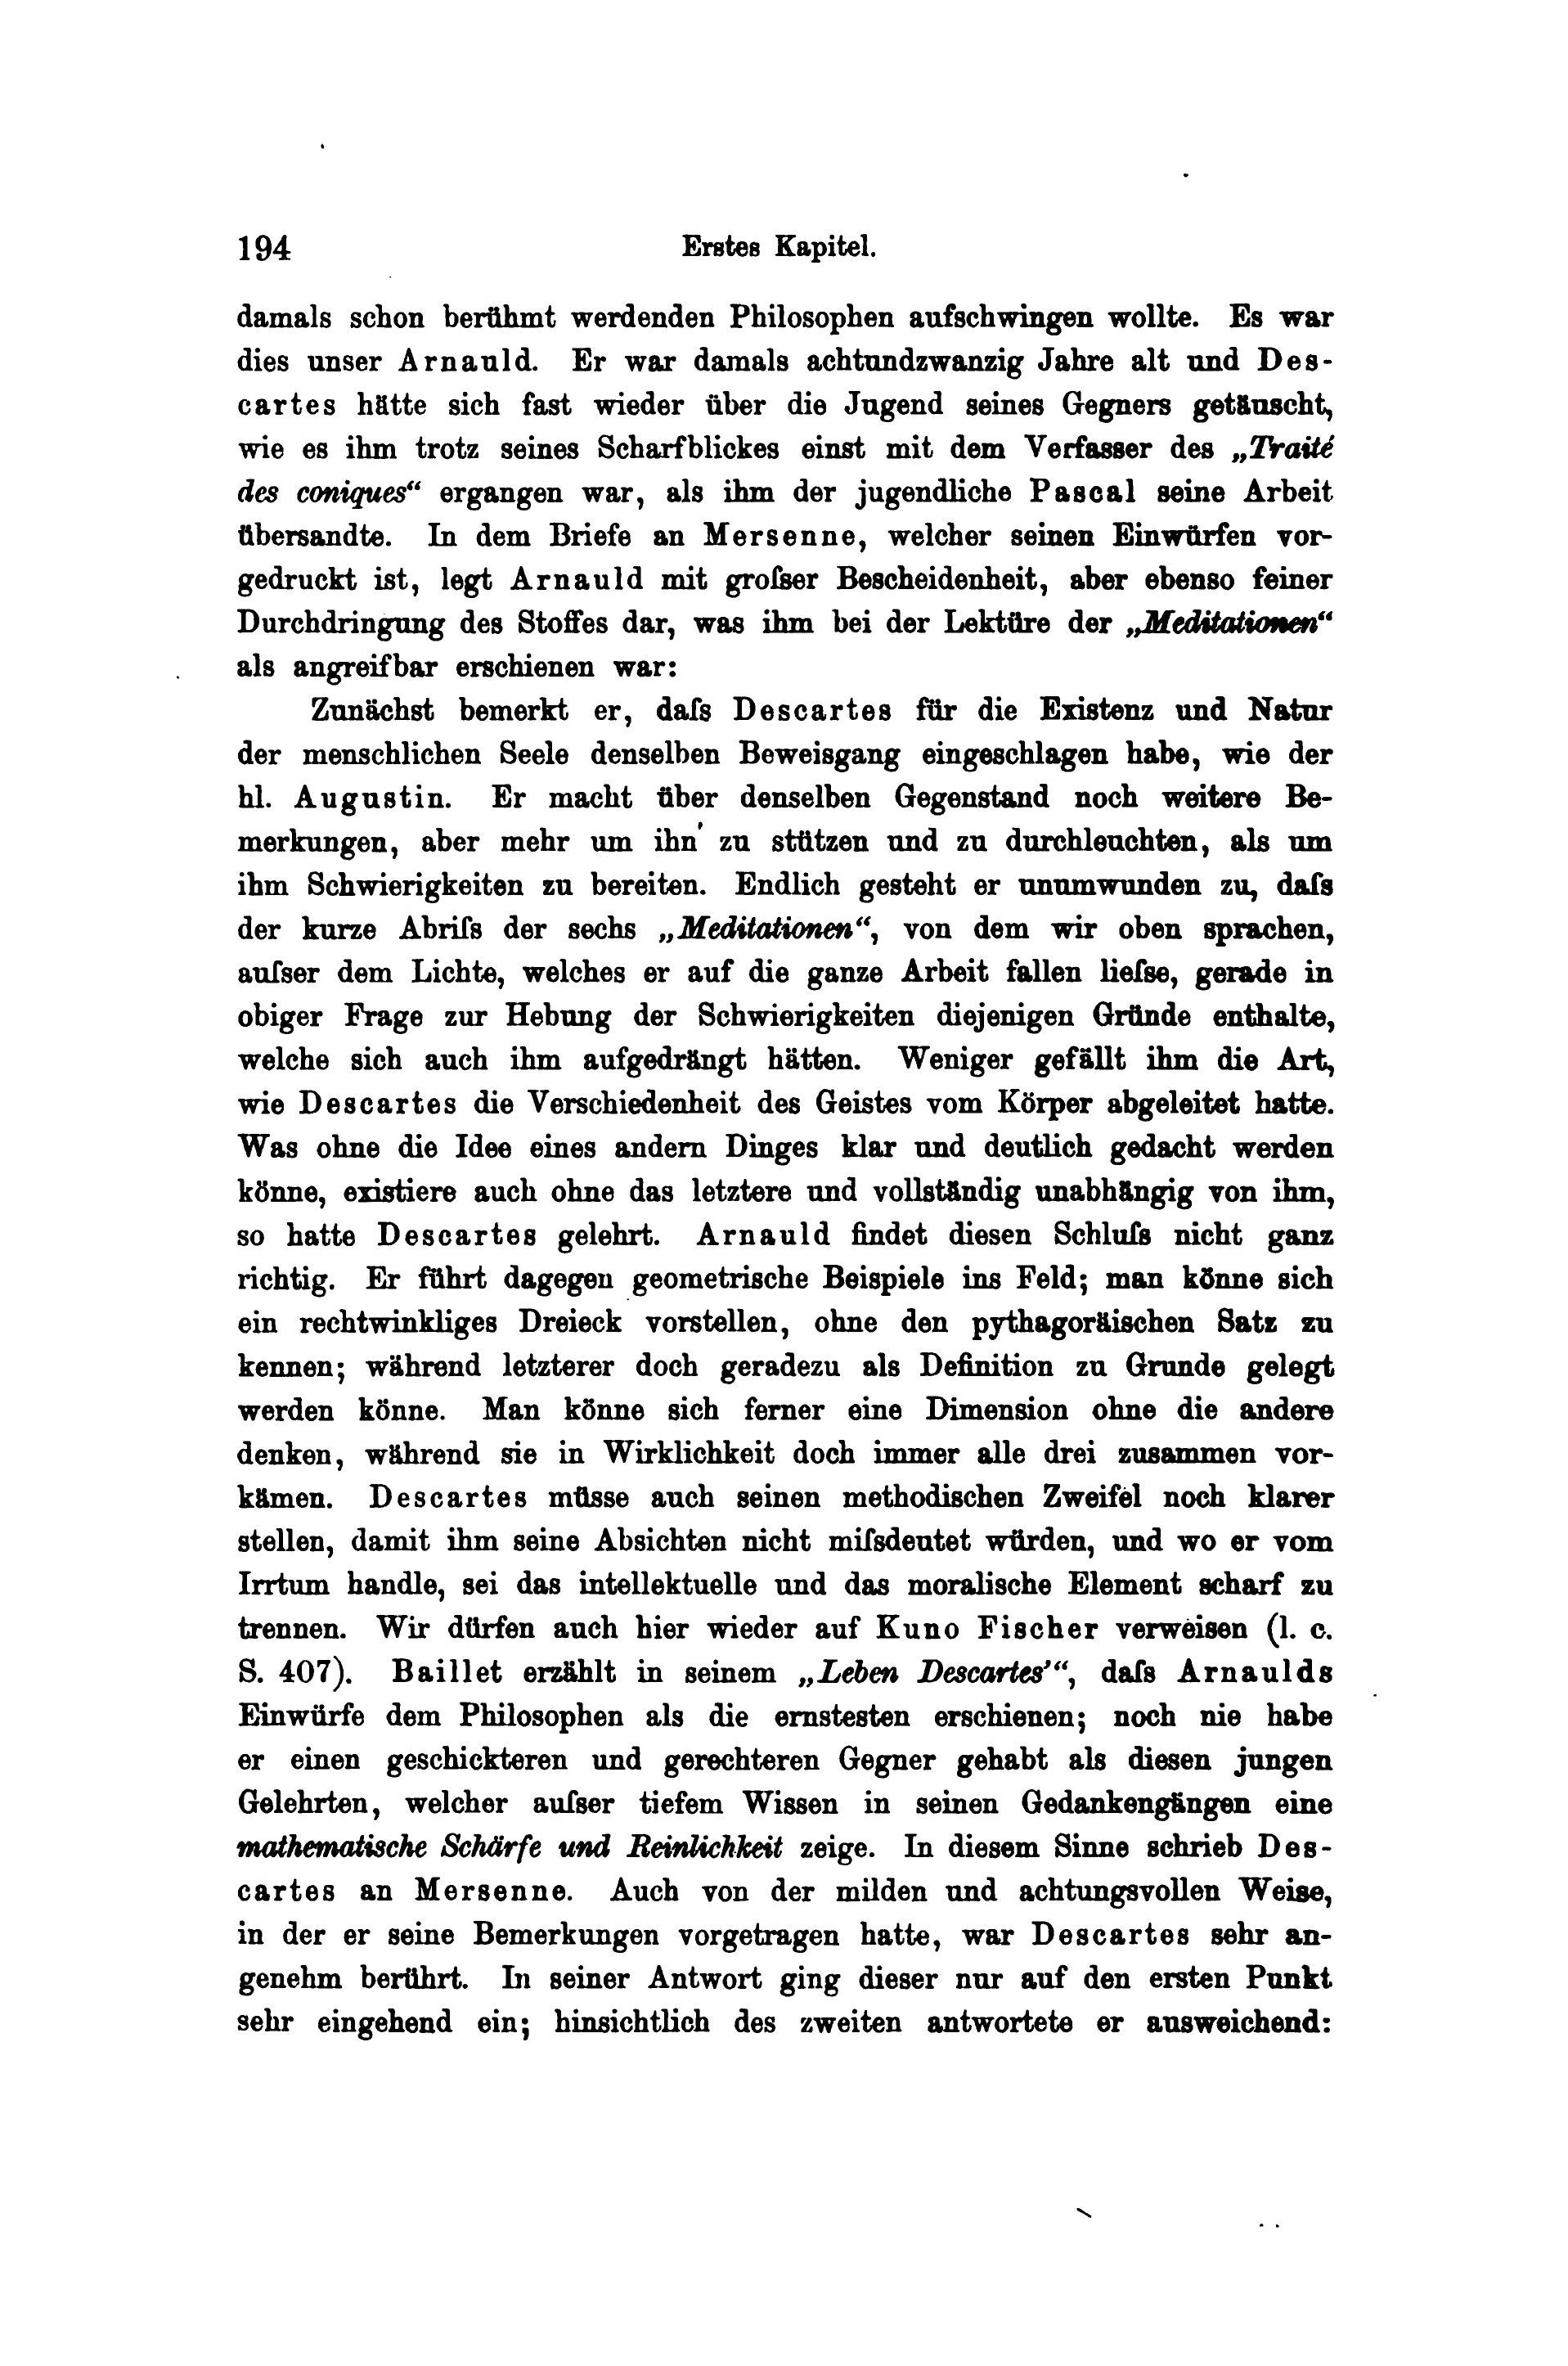 194 Erstes Kapitel.
damals schon berühmt werdenden Philosophen aufschwingen wollte. Es war
dies unser Arnauld. Er war damals achtundzwanzig Jahre alt und Des-
cartes hätte sich fast wieder über die Jugend seines Gegners getäuscht,
wie es ihm trotz seines Scharfblickes einst mit dem Verfasser des „Traité
des coniques“ ergangen war, als ihm der jugendliche Pascal seine Arbeit
übersandte. In dem Briefe an Mersenne, welcher seinen Einwürfen vor-
gedruckt ist, legt Arnauld mit groſser Bescheidenheit, aber ebenso feiner
Durchdringung des Stoffes dar, was ihm bei der Lektüre der „Meditationen“
als angreifbar erschienen war:
Zunächst bemerkt er, daſs Descartes für die Existenz und Natur
der menschlichen Seele denselben Beweisgang eingeschlagen habe, wie der
hl. Augustin. Er macht über denselben Gegenstand noch weitere Be-
merkungen, aber mehr um ihn zu stützen und zu durchleuchten, als um
ihm Schwierigkeiten zu bereiten. Endlich gesteht er unumwunden zu, daſs
der kurze Abriſs der sechs „Meditationen“, von dem wir oben sprachen,
auſser dem Lichte, welches er auf die ganze Arbeit fallen lieſse, gerade in
obiger Frage zur Hebung der Schwierigkeiten diejenigen Gründe enthalte,
welche sich auch ihm aufgedrängt hätten. Weniger gefällt ihm die Art,
wie Descartes die Verschiedenheit des Geistes vom Körper abgeleitet hatte.
Was ohne die Idee eines andern Dinges klar und deutlich gedacht werden
könne, existiere auch ohne das letztere und vollständig unabhängig von ihm,
so hatte Descartes gelehrt. Arnauld findet diesen Schluſs nicht ganz
richtig. Er führt dagegen geometrische Beispiele ins Feld; man könne sich
ein rechtwinkliges Dreieck vorstellen, ohne den pythagoräischen Satz zu
kennen; während letzterer doch geradezu als Definition zu Grunde gelegt
werden könne. Man könne sich ferner eine Dimension ohne die andere
denken, während sie in Wirklichkeit doch immer alle drei zusammen vor-
kämen. Descartes müsse auch seinen methodischen Zweifel noch klarer
stellen, damit ihm seine Absichten nicht miſsdeutet würden, und wo er vom
Irrtum handle, sei das intellektuelle und das moralische Element scharf zu
trennen. Wir dürfen auch hier wieder auf Kuno Fischer verweisen (l. c.
S. 407). Baillet erzählt in seinem „Leben Descartes’“, daſs Arnaulds
Einwürfe dem Philosophen als die ernstesten erschienen; noch nie habe
er einen geschickteren und gerechteren Gegner gehabt als diesen jungen
Gelehrten, welcher auſser tiefem Wissen in seinen Gedankengängen eine
mathematische Schärfe und Reinlichkeit zeige. In diesem Sinne schrieb Des-
cartes an Mersenne. Auch von der milden und achtungsvollen Weise,
in der er seine Bemerkungen vorgetragen hatte, war Descartes sehr an-
genehm berührt. In seiner Antwort ging dieser nur auf den ersten Punkt
sehr eingehend ein; hinsichtlich des zweiten antwortete er ausweichend: